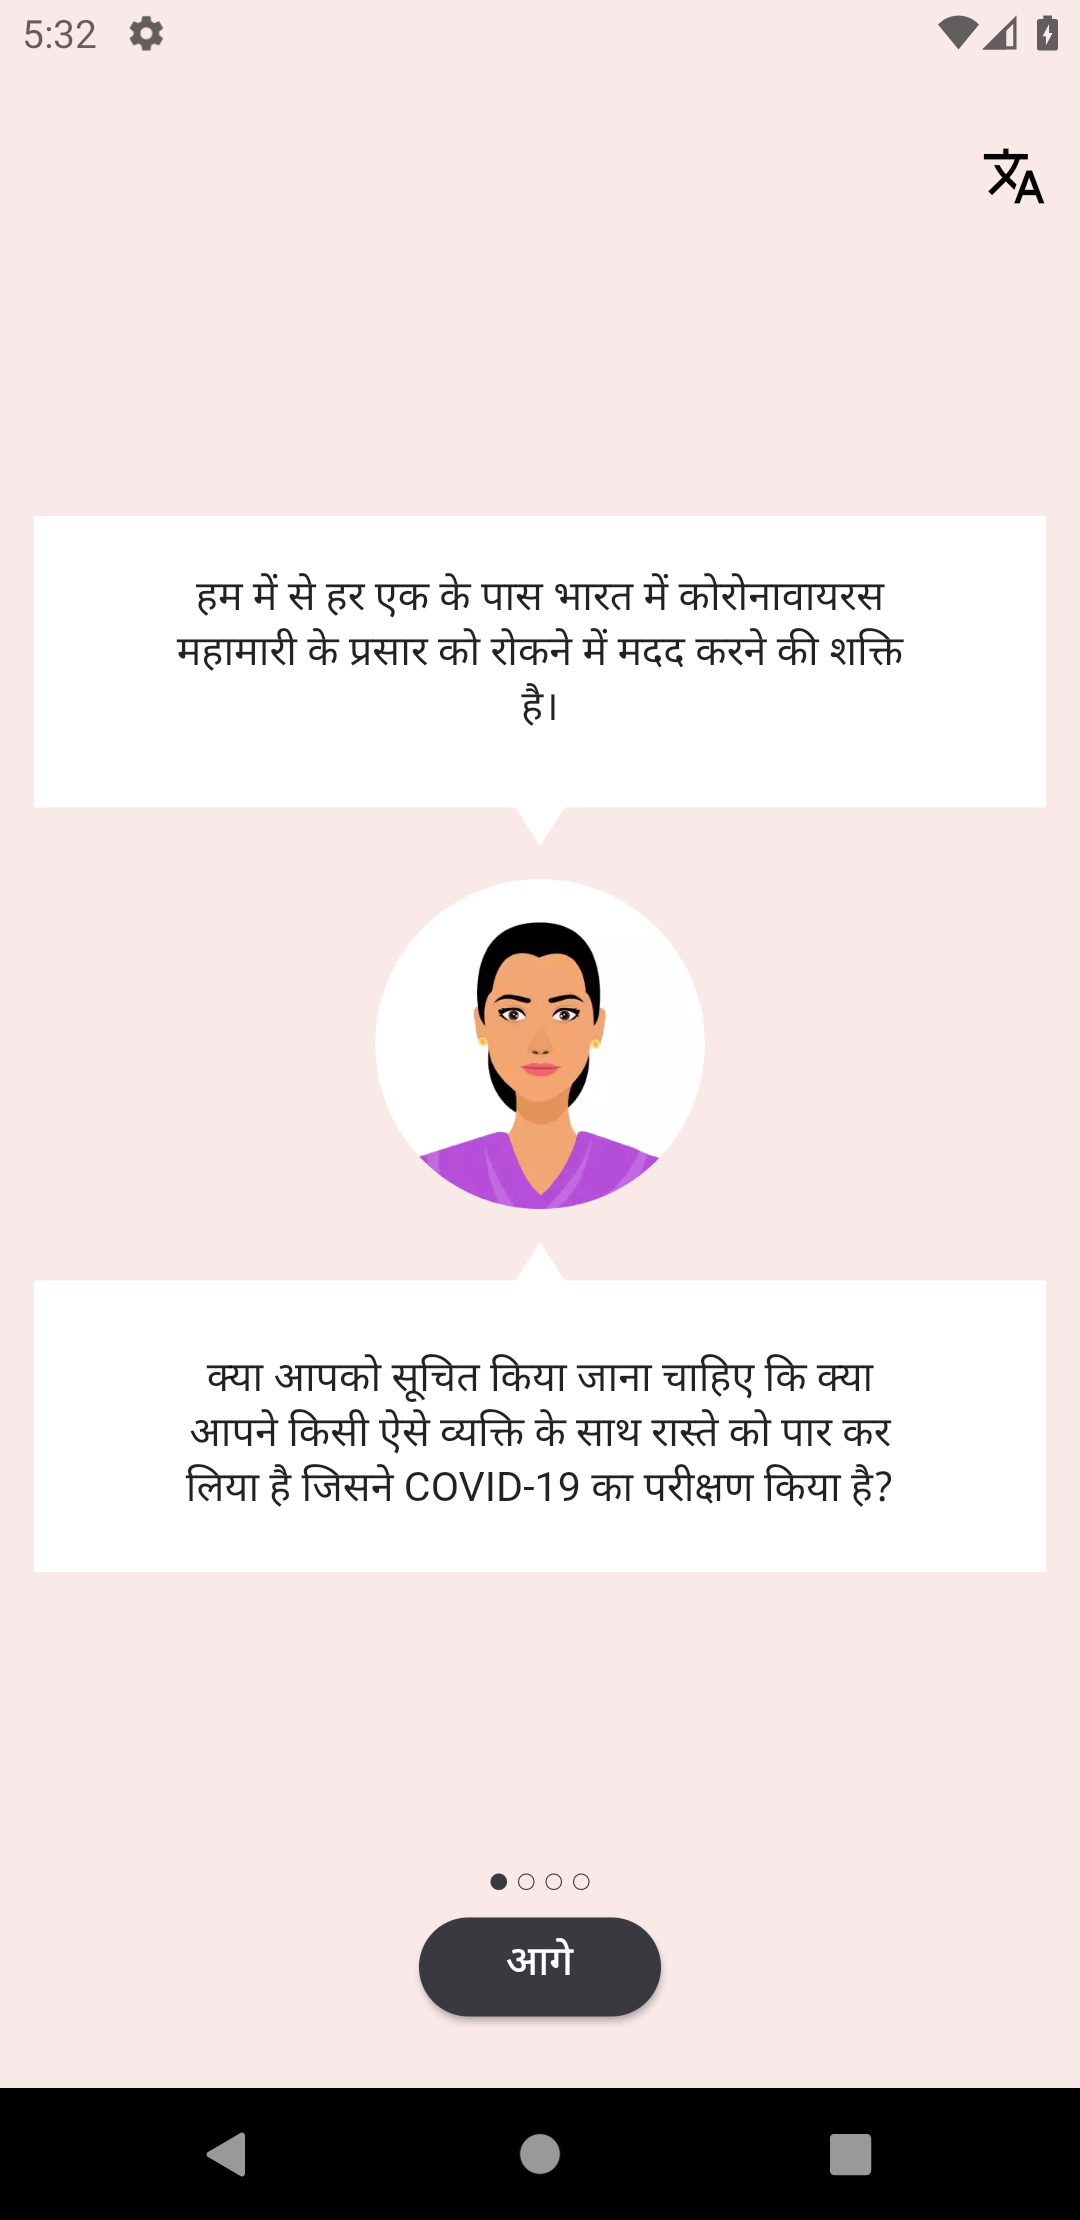 5:32
हम में से हर एक के पास भारत में कोरोनावायरस
महामारी के प्रसार को रोकने में मदद करने की शक्ति
है।
क्या आपको सूचित किया जाना चाहिए कि क्या
आपने किसी ऐसे व्यक्ति के साथ रास्ते को पार कर
लिया है जिसने COVID-19 का परीक्षण किया है?
आगे